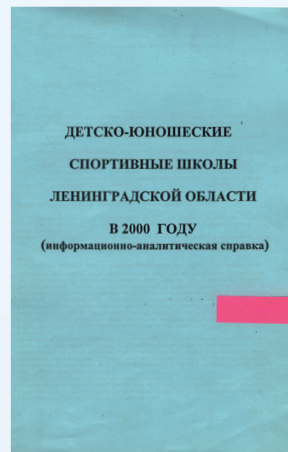 ДЕТСКО-ЮНОШЕСКИЕ
СПОРТИВНЫЕ ШКОЛЫ
ЛЕНИНГРАДСКОЙ ОБЛАСТИ
В 2000 ГОДУ
(информационно-аналитическая справка)